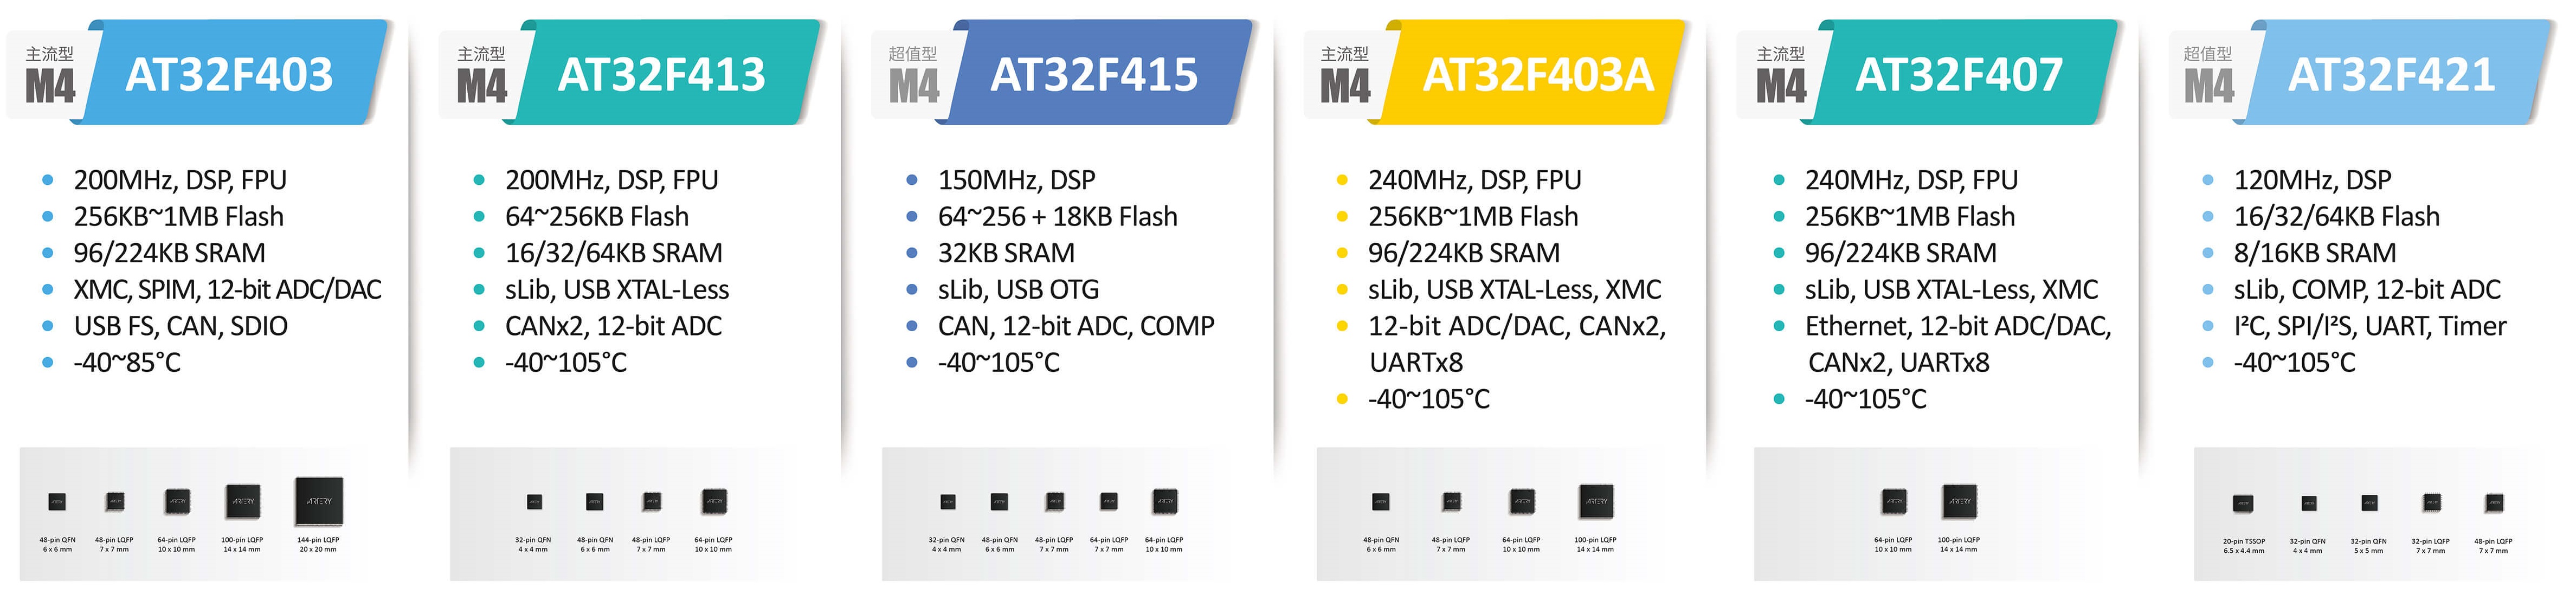 主流型
M4
AT32F403
200MHz, DSP, FPU
256KB~1MB Flash
96/224KB SRAM
XMC, SPIM, 12-bit ADC/DAC
USB FS, CAN, SDIO
-40~85°C
ARTERY
ARTERY
ARTERY
48-pin QFN
6 x 6 mm
48-pin LQFP
7 x 7 mm
64-pin LQFP
10 x 10 mm
100-pin LQFP
14 x 14 mm
144-pin LQFP
20 x 20 mm
主流型
M4
AT32F413
200MHz, DSP, FPU
64~256KB Flash
16/32/64KB SRAM
sLib, USB XTAL-Less
CANx2, 12-bit ADC
-40~105°C
ARTERY
32-pin QFN
4 x 4 mm
48-pin QFN
6 x 6 mm
48-pin LQFP
7 x 7 mm
64-pin LQFP
10 x 10 mm
超值型
M4
AT32F415
150MHz, DSP
64~256 + 18KB Flash
32KB SRAM
sLib, USB OTG
CAN, 12-bit ADC, COMP
-40~105°C
ARTERY
32-pin QFN
4 x 4 mm
48-pin QFN
6 x 6 mm
48-pin LQFP
7 x 7 mm
64-pin LQFP
7 x 7 mm
64-pin LQFP
10 x 10 mm
主流型
M4
AT32F403A
240MHz, DSP, FPU
256KB~1MB Flash
96/224KB SRAM
sLib, USB XTAL-Less, XMC
12-bit ADC/DAC, CANx2,
UARTx8
-40~105°C
ARTERY
ARTERY
48-pin QFN
6 x 6 mm
48-pin LQFP
7 x 7 mm
64-pin LQFP
10 x 10 mm
100-pin LQFP
14 x 14 mm
主流型
M4
AT32F407
240MHz, DSP, FPU
256KB~1MB Flash
96/224KB SRAM
sLib, USB XTAL-Less, XMC
Ethernet, 12-bit ADC/DAC,
CANx2, UARTx8
-40~105°C
ARTERY
ARTERY
64-pin LQFP
10 x 10 mm
100-pin LQFP
14 x 14 mm
超值型
M4
AT32F421
120MHz, DSP
16/32/64KB Flash
8/16KB SRAM
sLib, COMP, 12-bit ADC
I²C, SPI/I²S, UART, Timer
-40~105°C
20-pin TSSOP
6.5 x 4.4 mm
32-pin QFN
4 x 4 mm
32-pin QFN
5 x 5 mm
32-pin LQFP
7 x 7 mm
48-pin LQFP
7 x 7 mm